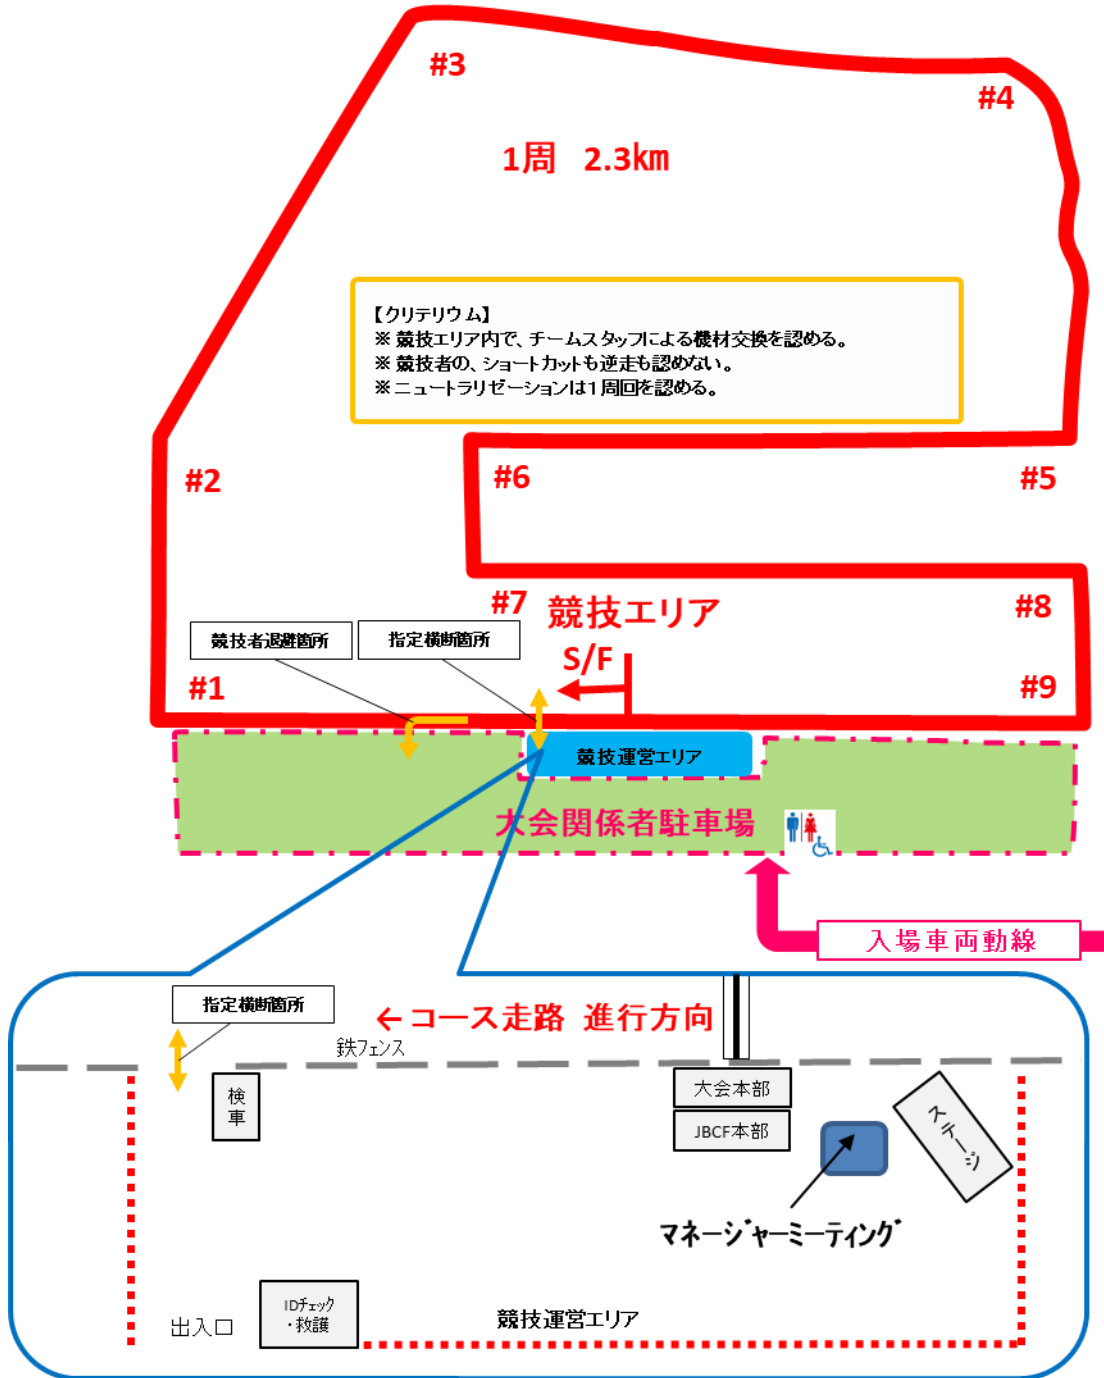 #3
#4
1周 2.3㎞
【クリテリウム】
※ 競技エリア内で、チームスタッフによる機材交換を認める。
※ 競技者の、ショートカットも逆走も認めない。
※ ニュートラリゼーションは1周回を認める。
#2
#6
#5
#7
競技エリア
#8
競技者退避箇所
指定横断箇所
S/F
#1
#9
競技運営エリア
大会関係者駐車場
入場車両動線
指定横断箇所
←コース走路 進行方向
鉄フェンス
検車
大会本部
JBCF本部
ステージ
マネージャーミーティング
IDチェック
・救護
出入口
競技運営エリア